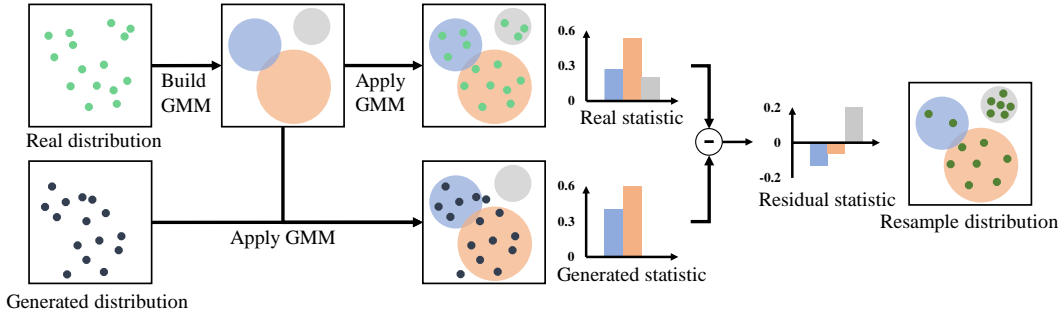 Real distribution
Build
GMM
Apply
GMM
0.6
0.3
0
Real statistic
Generated distribution
Apply GMM
0.6
0.3
0
Generated statistic
-
0.2
0
-0.2
Residual statistic
Resample distribution